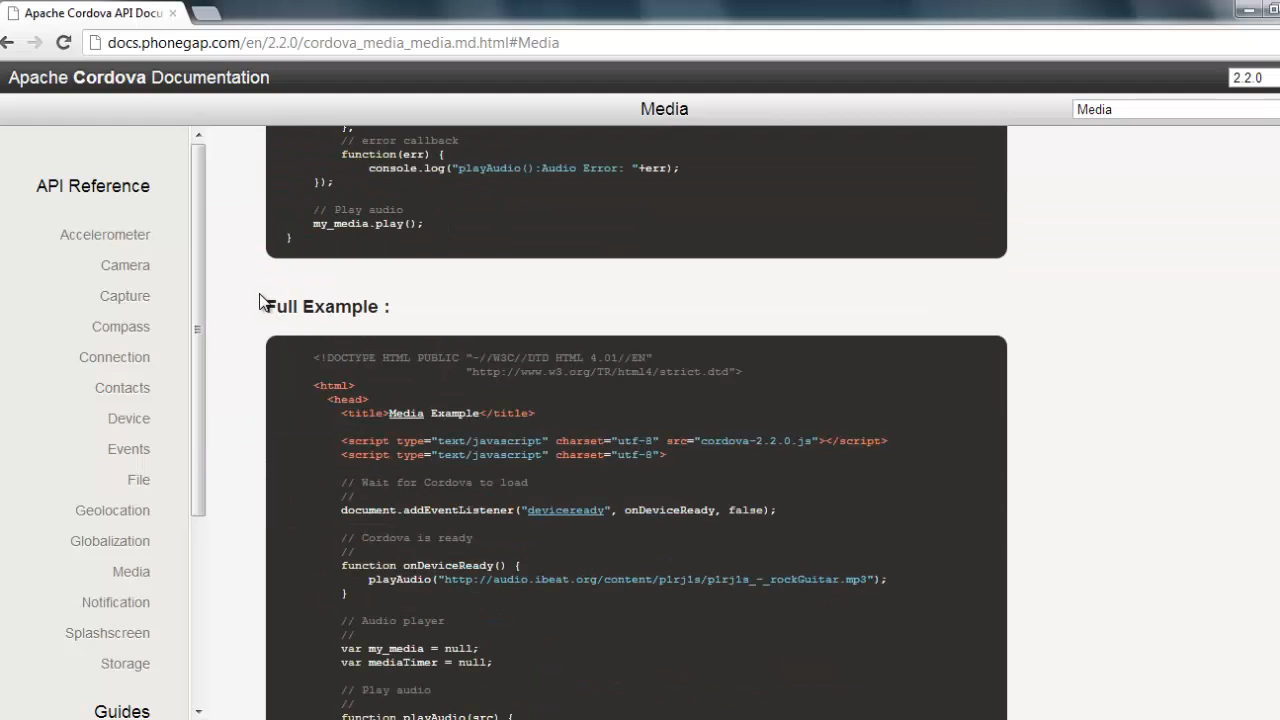 Apache Cordova API Docu
docs.phonegap.com/en/2.2.0/cordova_media_media.md.html#Media
Apache Cordova Documentation
2.2.0
Media
Media
API Reference
Accelerometer
Camera
Capture
Compass
Connection
Contacts
Device
Events
File
Geolocation
Globalization
Media
Notification
Splashscreen
Storage
Guides
},
// error callback
function(err) {
console.log("playAudio():Audio Error: "+err);
});
// Play audio
my_media.play();
}
Full Example :
<!DOCTYPE HTML PUBLIC "-//W3C//DTD HTML 4.01//EN"
"http://www.w3.org/TR/html4/strict.dtd">
<html>
<head>
<title>Media Example</title>
<script type="text/javascript" charset="utf-8" src="cordova-2.2.0.js"></script>
<script type="text/javascript" charset="utf-8">
// Wait for Cordova to load
//
document.addEventListener("deviceready", onDeviceReady, false);
// Cordova is ready
//
function onDeviceReady() {
playAudio("http://audio.ibeat.org/content/p1rj1s/p1rj1s_-_rockGuitar.mp3");
}
// Audio player
//
var my_media = null;
var mediaTimer = null;
// Play audio
//
function playAudio(src) {